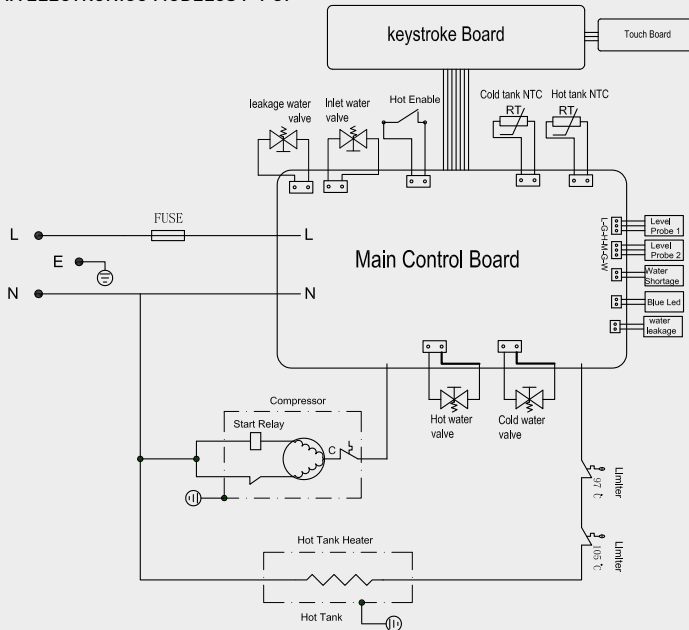 keystroke Board
Touch Board
leakage water
valve
Inlet water
valve
Hot Enable
Cold tank NTC
RT
Hot tank NTC
RT
L
FUSE
L
E
N
N
Main Control Board
L-G-H-M-G-W
Level
Probe 1
Level
Probe 2
Water
Shortage
Blue Led
water
leakage
Hot water
valve
Cold water
valve
Compressor
Start Relay
C
Limiter
97℃
Limiter
105℃
Hot Tank Heater
Hot Tank